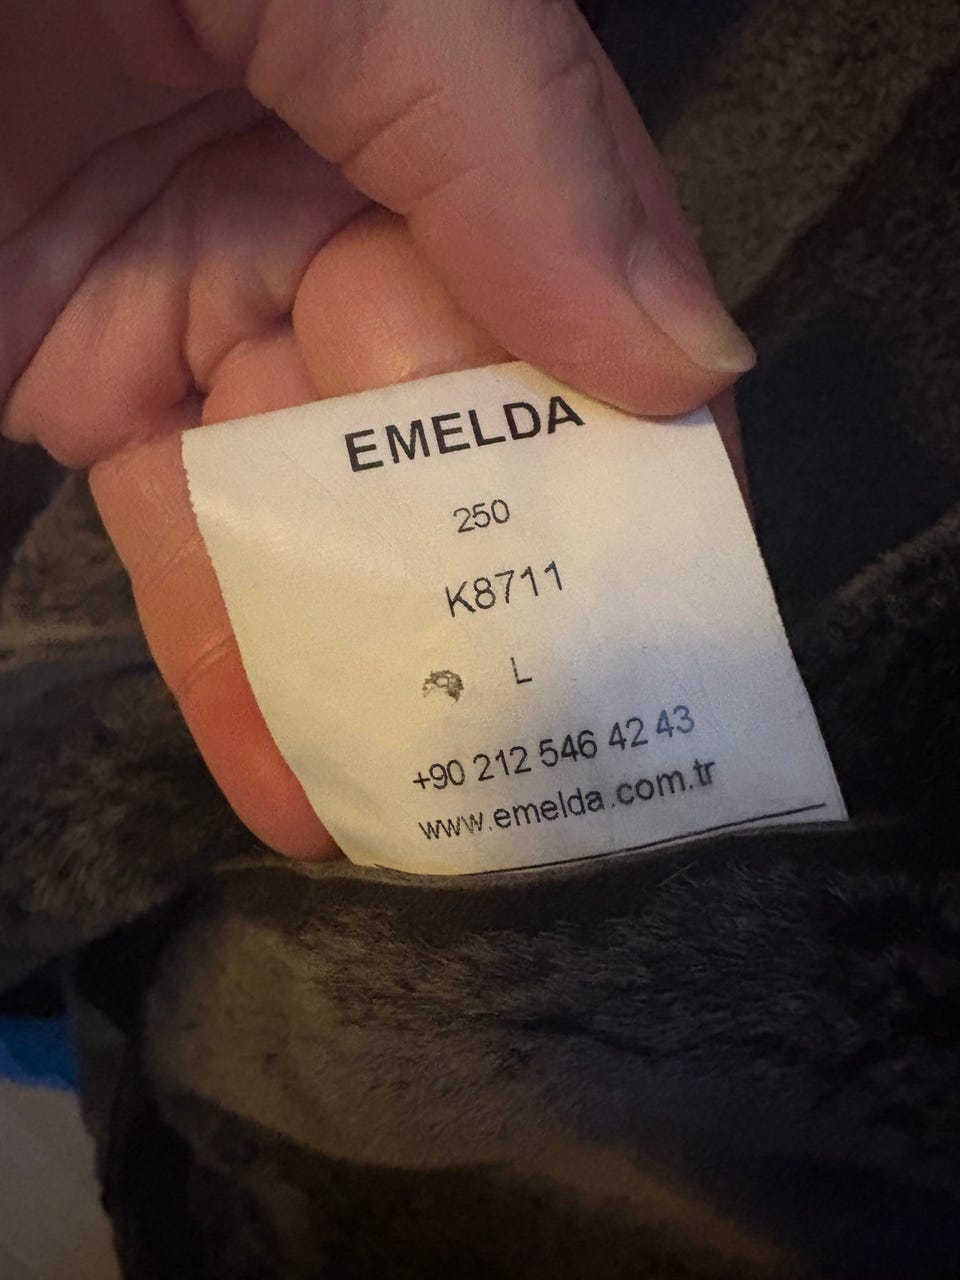 EMELDA
250
K8711
L
+90 212 546 42 43
www.emelda.com.tr